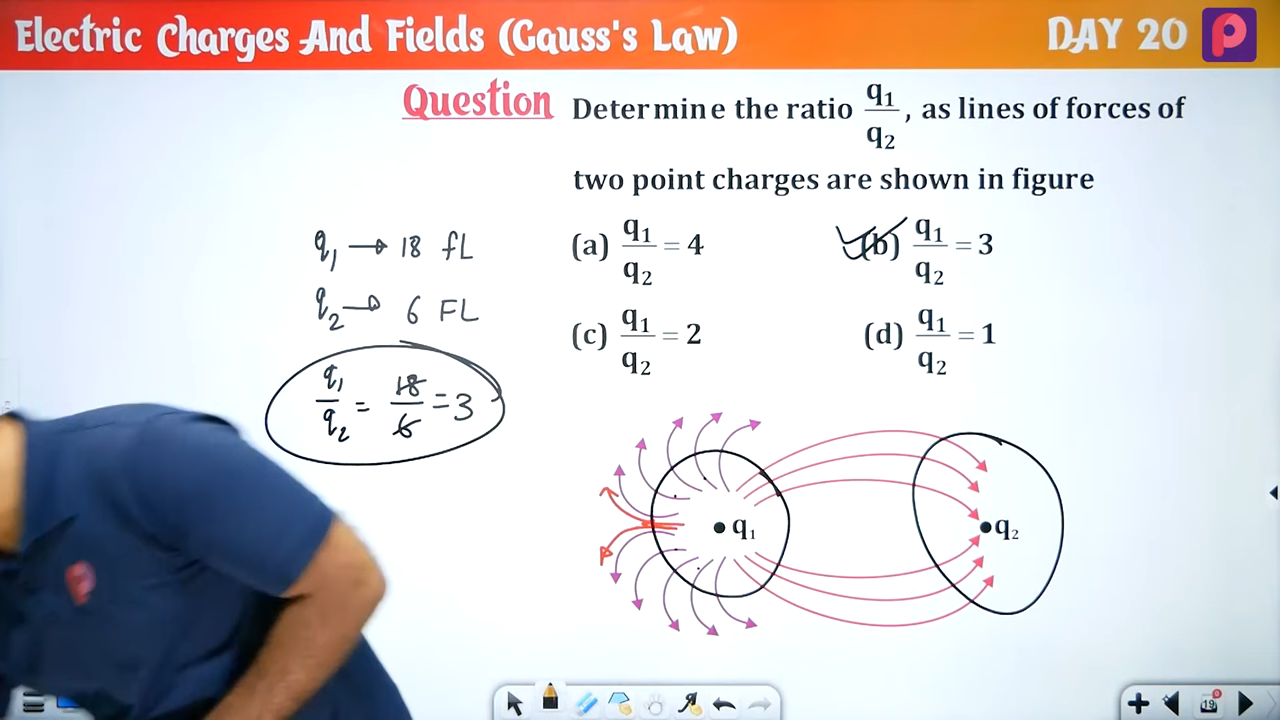 Electric Charges And Fields (Gauss's Law)
DAY 20
Question Determine the ratio q₁/q₂, as lines of forces of
two point charges are shown in figure
(a) q₁/q₂ = 4
(b) q₁/q₂ = 3
(c) q₁/q₂ = 2
(d) q₁/q₂ = 1
q₁ → 18 fL
q₂ → 6 FL
q₁/q₂ = 18/6 = 3
q₁
q₂
19